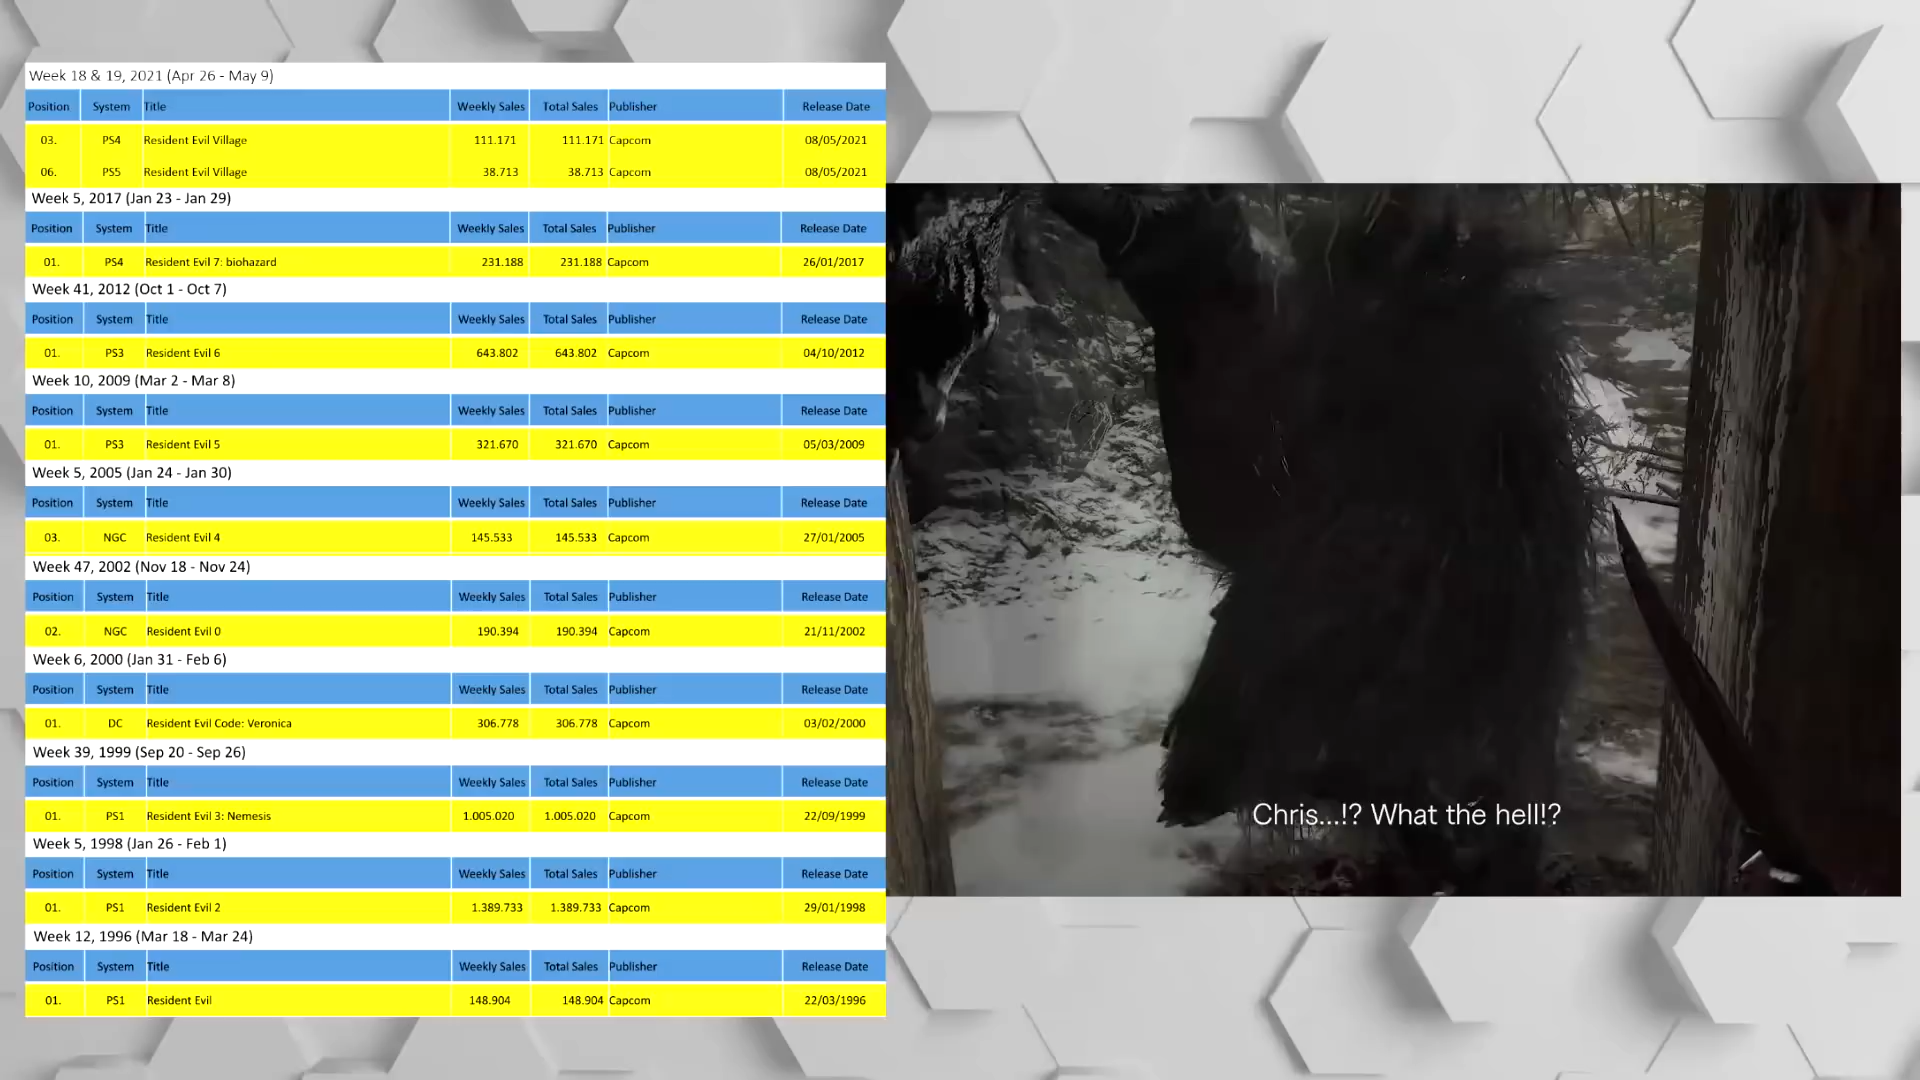 Week 18 & 19, 2021 (Apr 26 - May 9)
Position System Title Weekly Sales Total Sales Publisher Release Date
03. PS4 Resident Evil Village 111.171 111.171 Capcom 08/05/2021
06. PS5 Resident Evil Village 38.713 38.713 Capcom 08/05/2021
Week 5, 2017 (Jan 23 - Jan 29)
Position System Title Weekly Sales Total Sales Publisher Release Date
01. PS4 Resident Evil 7: biohazard 231.188 231.188 Capcom 26/01/2017
Week 41, 2012 (Oct 1 - Oct 7)
Position System Title Weekly Sales Total Sales Publisher Release Date
01. PS3 Resident Evil 6 643.802 643.802 Capcom 04/10/2012
Week 10, 2009 (Mar 2 - Mar 8)
Position System Title Weekly Sales Total Sales Publisher Release Date
01. PS3 Resident Evil 5 321.670 321.670 Capcom 05/03/2009
Week 5, 2005 (Jan 24 - Jan 30)
Position System Title Weekly Sales Total Sales Publisher Release Date
03. NGC Resident Evil 4 145.533 145.533 Capcom 27/01/2005
Week 47, 2002 (Nov 18 - Nov 24)
Position System Title Weekly Sales Total Sales Publisher Release Date
02. NGC Resident Evil 0 190.394 190.394 Capcom 21/11/2002
Week 6, 2000 (Jan 31 - Feb 6)
Position System Title Weekly Sales Total Sales Publisher Release Date
01. DC Resident Evil Code: Veronica 306.778 306.778 Capcom 03/02/2000
Week 39, 1999 (Sep 20 - Sep 26)
Position System Title Weekly Sales Total Sales Publisher Release Date
01. PS1 Resident Evil 3: Nemesis 1.005.020 1.005.020 Capcom 22/09/1999
Week 5, 1998 (Jan 26 - Feb 1)
Position System Title Weekly Sales Total Sales Publisher Release Date
01. PS1 Resident Evil 2 1.389.733 1.389.733 Capcom 29/01/1998
Week 12, 1996 (Mar 18 - Mar 24)
Position System Title Weekly Sales Total Sales Publisher Release Date
01. PS1 Resident Evil 148.904 148.904 Capcom 22/03/1996
Chris...!? What the hell!?